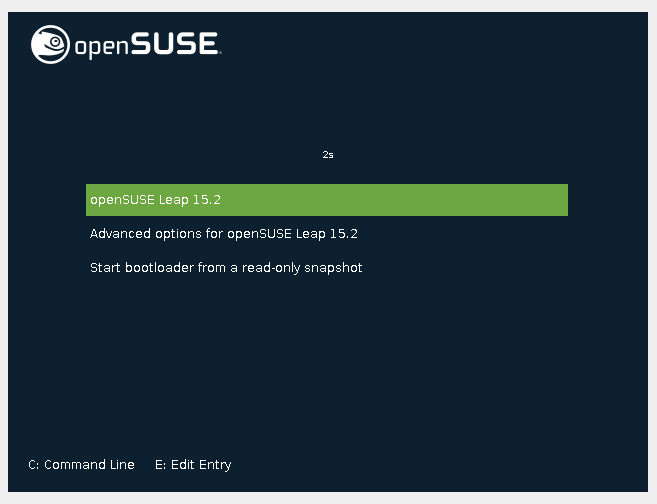 openSUSE.
2s
openSUSE Leap 15.2
Advanced options for openSUSE Leap 15.2
Start bootloader from a read-only snapshot
C: Command Line E: Edit Entry